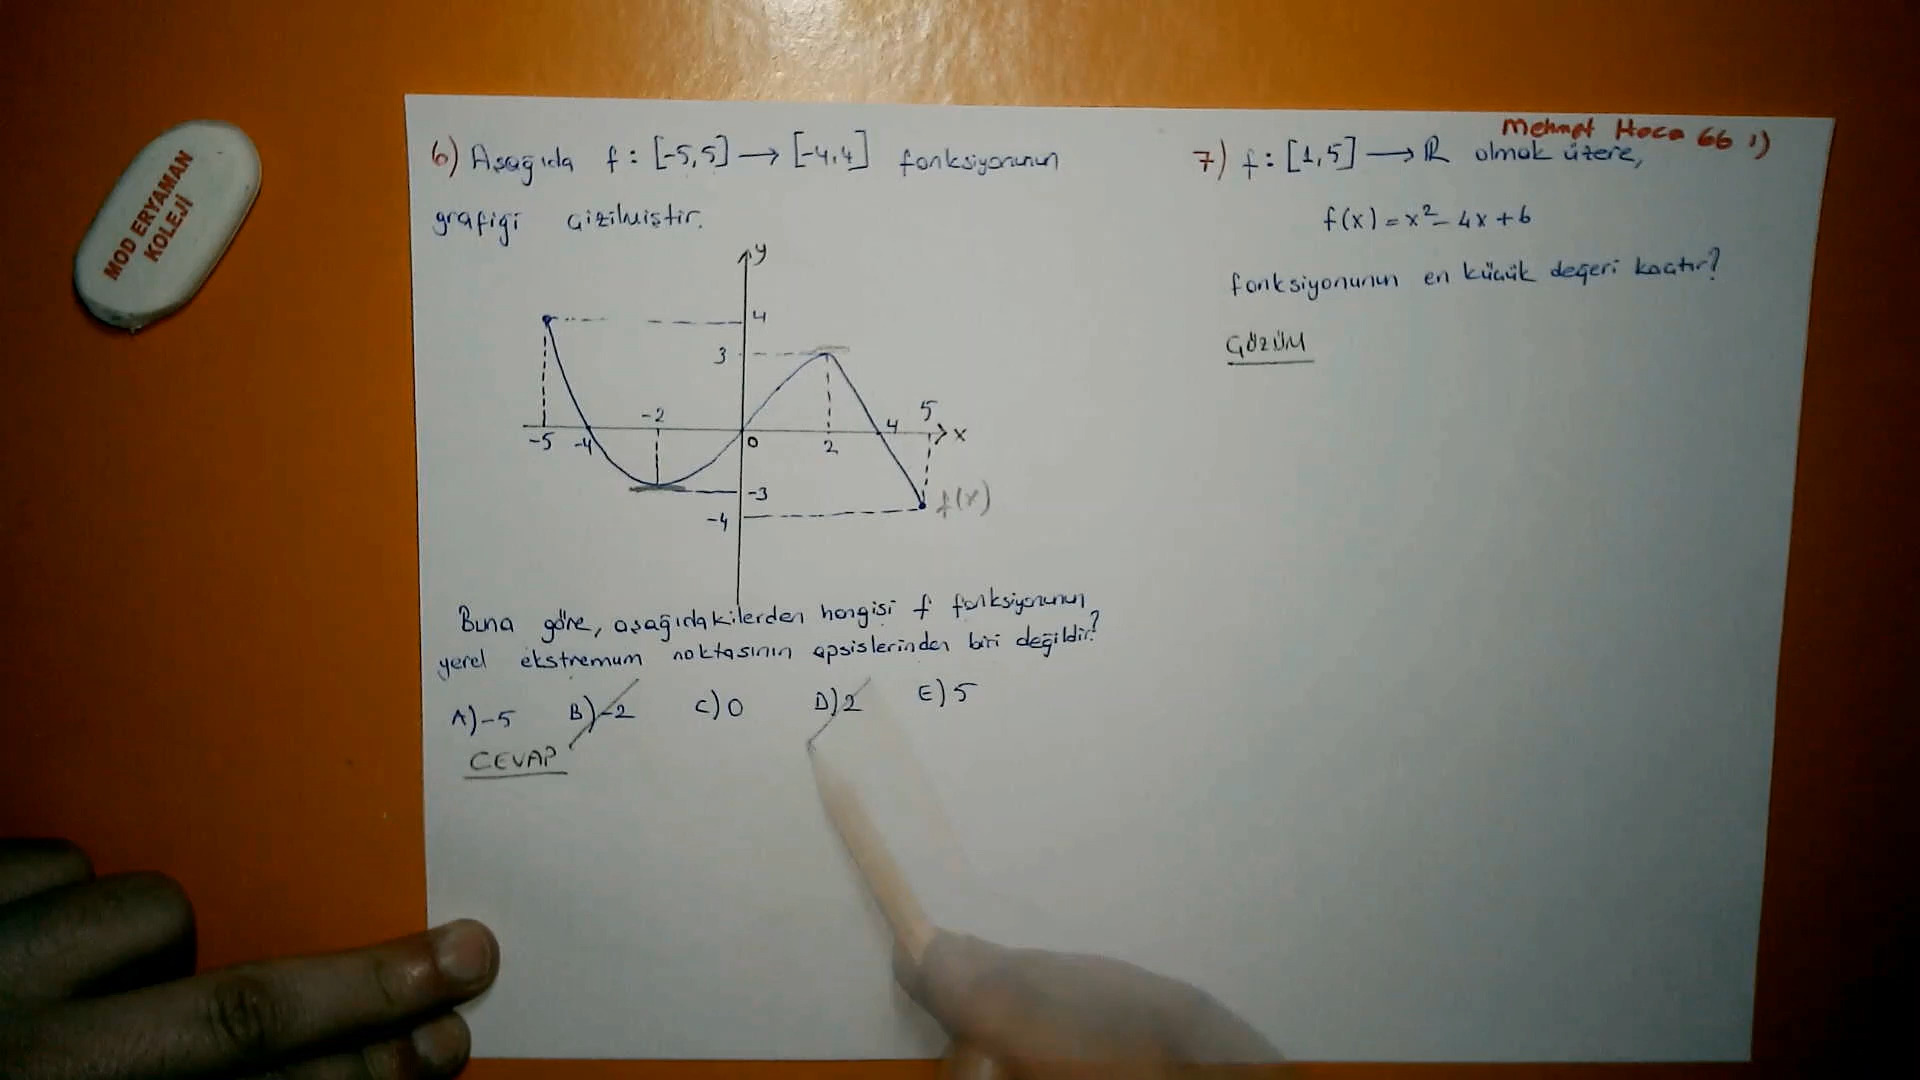 MOD ERYAMAN
KOLEJİ
6) Aşağıda f : [-5,5] → [-4,4] fonksiyonunun
grafiği çizilmiştir.
y
4
3
-2
5
-5
-4
0
2
4
x
-3
-4
f(x)
Buna göre, aşağıdakilerden hangisi f fonksiyonunun
yerel ekstremum noktasının apsislerinden biri değildir?
A) -5 B) -2 C) 0 D) 2 E) 5
CEVAP
Mehmet Hoca 66 :)
7) f : [1,5] → ℝ olmak üzere,
f(x) = x² - 4x + 6
fonksiyonunun en küçük değeri kaçtır?
ÇÖZÜM